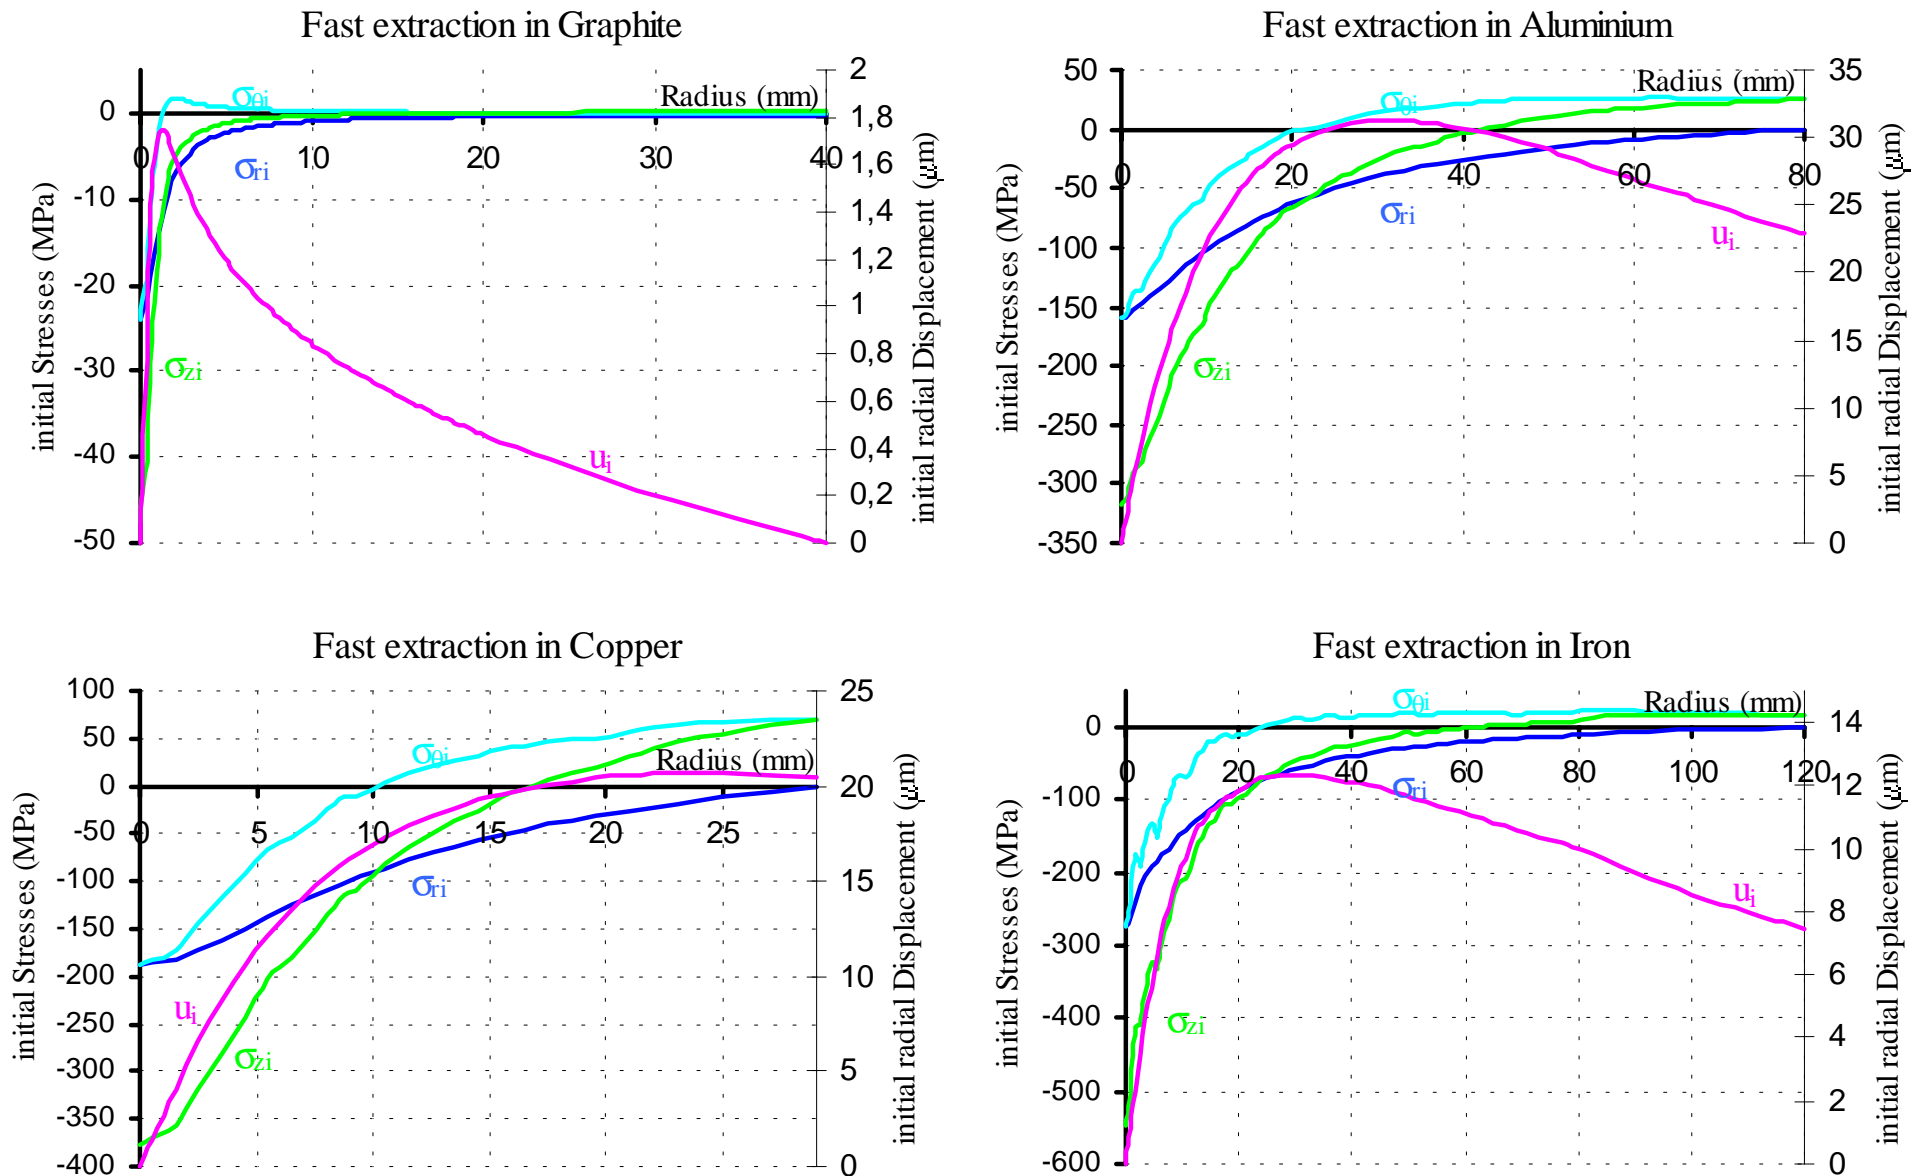 Fast extraction in Graphite
initial Stresses (MPa)
0
-10
-20
-30
-40
-50
σθi
σri
σzi
ui
Radius (mm)
0 10 20 30 40
2
1,8
1,6
1,4
1,2
1
0,8
0,6
0,4
0,2
0
initial radial Displacement (μm)
Fast extraction in Aluminium
initial Stresses (MPa)
50
0
-50
-100
-150
-200
-250
-300
-350
σθi
σri
σzi
ui
Radius (mm)
0 20 40 60 80
35
30
25
20
15
10
5
0
initial radial Displacement (μm)
Fast extraction in Copper
initial Stresses (MPa)
100
50
0
-50
-100
-150
-200
-250
-300
-350
-400
σθi
σri
ui
σzi
Radius (mm)
0 5 10 15 20 25
25
20
15
10
5
0
initial radial Displacement (μm)
Fast extraction in Iron
initial Stresses (MPa)
0
-100
-200
-300
-400
-500
-600
σθi
σri
ui
σzi
Radius (mm)
0 20 40 60 80 100 120
14
12
10
8
6
4
2
0
initial radial Displacement (μm)